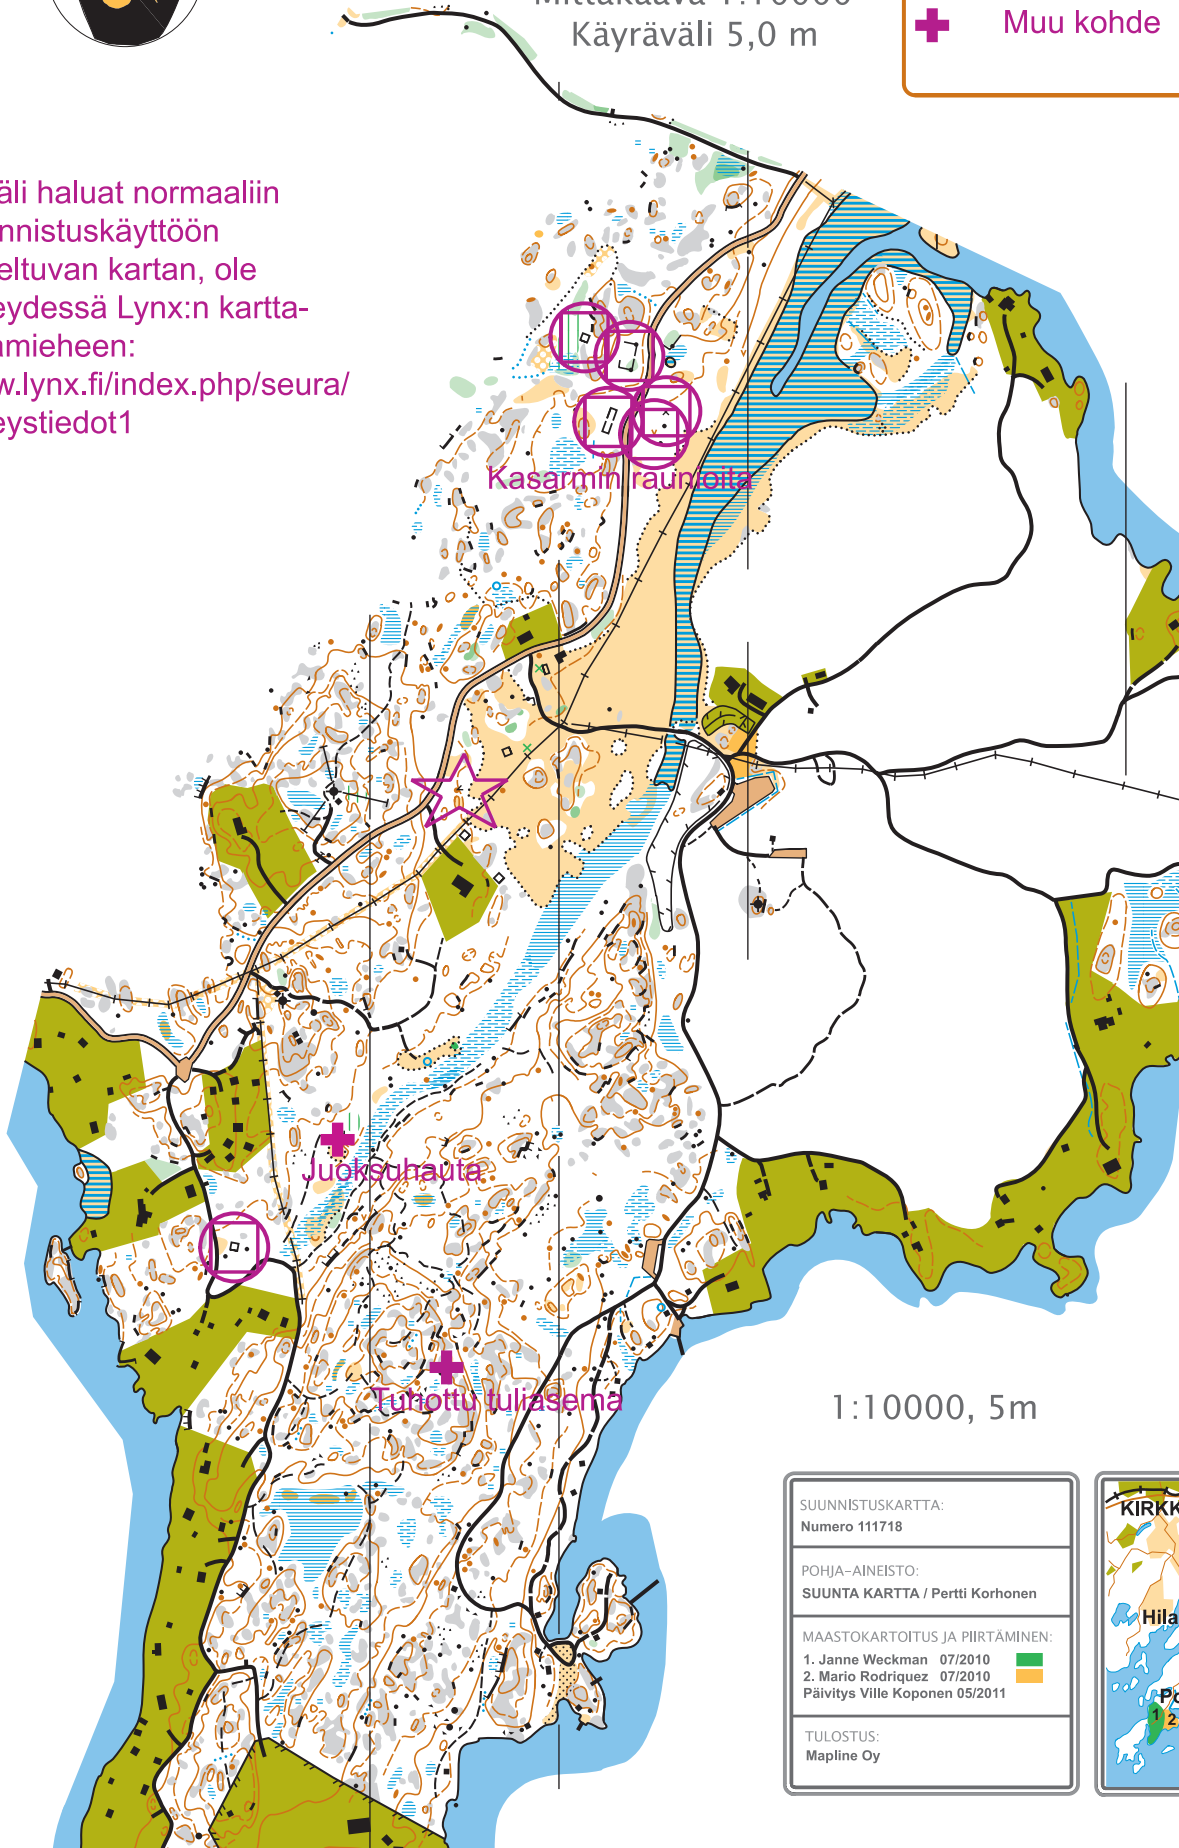 Mittakaava 1:10000
Käyräväli 5,0 m
Muu kohde
äli haluat normaaliin
nnistuskäyttöön
eltuvan kartan, ole
eydessä Lynx:n kartta-
amieheen:
w.lynx.fi/index.php/seura/
eystiedot1
Kasarmin raunioita
Juoksuhauta
Tuhottu tuliasema
1:10000, 5m
SUUNNISTUSKARTTA:
Numero 111718
POHJA-AINEISTO:
SUUNTA KARTTA / Pertti Korhonen
MAASTOKARTOITUS JA PIIRTÄMINEN:
1. Janne Weckman 07/2010
2. Mario Rodriquez 07/2010
Päivitys Ville Koponen 05/2011
TULOSTUS:
Mapline Oy
KIRKK
Hila
Po
1
2